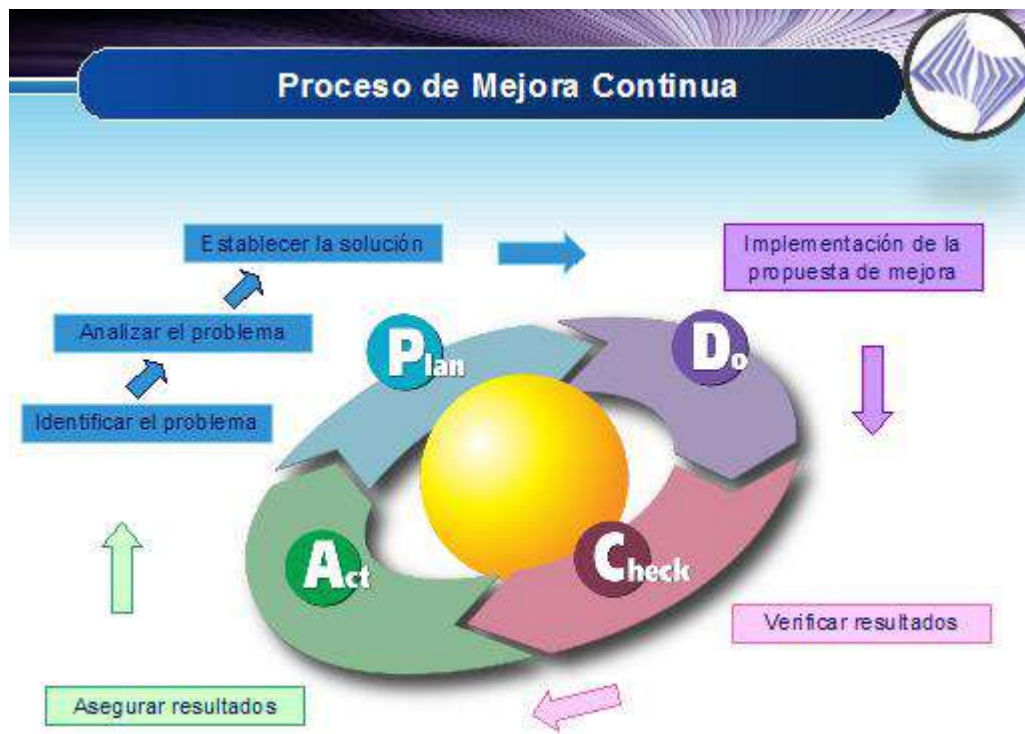 Proceso de Mejora Continua
Establecer la solución
Implementación de la
propuesta de mejora
Analizar el problema
Plan
Do
Identificar el problema
Act
Check
Verificar resultados
Asegurar resultados